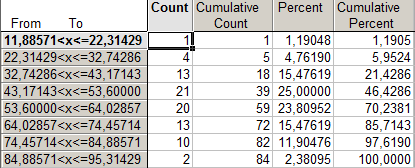 From To Count Cumulative Count Percent Cumulative Percent
11,88571<x<=22,31429 1 1 1,19048 1,1905
22,31429<x<=32,74286 4 5 4,76190 5,9524
32,74286<x<=43,17143 13 18 15,47619 21,4286
43,17143<x<=53,60000 21 39 25,00000 46,4286
53,60000<x<=64,02857 20 59 23,80952 70,2381
64,02857<x<=74,45714 13 72 15,47619 85,7143
74,45714<x<=84,88571 10 82 11,90476 97,6190
84,88571<x<=95,31429 2 84 2,38095 100,0000